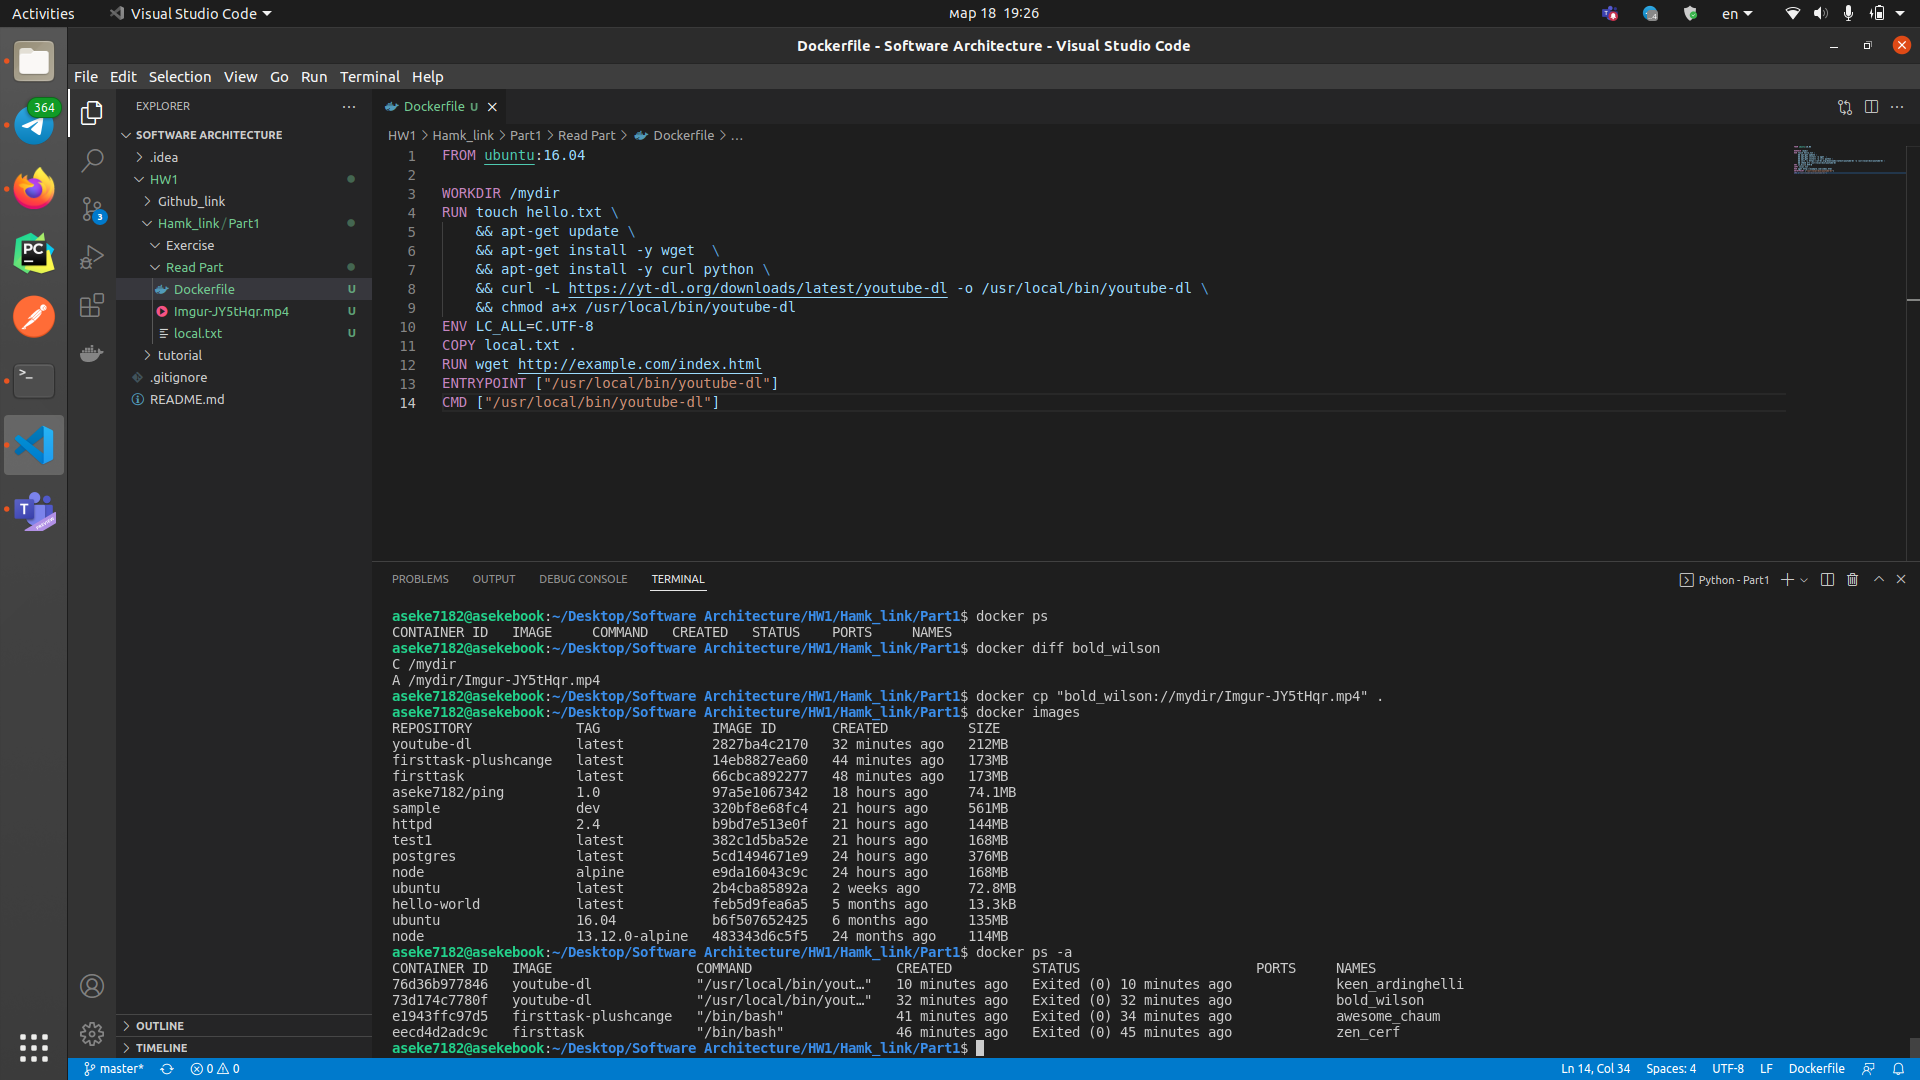 Activities
Visual Studio Code
мар 18 19:26
en
Dockerfile - Software Architecture - Visual Studio Code
File Edit Selection View Go Run Terminal Help
364
PC
T
PREVIEW
3
EXPLORER
SOFTWARE ARCHITECTURE
.idea
HW1
Github_link
Hamk_link / Part1
Exercise
Read Part
Dockerfile U
Imgur-JY5tHqr.mp4 U
local.txt U
tutorial
.gitignore
README.md
OUTLINE
TIMELINE
Dockerfile U
HW1 > Hamk_link > Part1 > Read Part > Dockerfile > ...
1 FROM ubuntu:16.04
2
3 WORKDIR /mydir
4 RUN touch hello.txt \
5 && apt-get update \
6 && apt-get install -y wget  \
7 && apt-get install -y curl python \
8 && curl -L https://yt-dl.org/downloads/latest/youtube-dl -o /usr/local/bin/youtube-dl \
9 && chmod a+x /usr/local/bin/youtube-dl
10 ENV LC_ALL=C.UTF-8
11 COPY local.txt .
12 RUN wget http://example.com/index.html
13 ENTRYPOINT ["/usr/local/bin/youtube-dl"]
14 CMD ["/usr/local/bin/youtube-dl"]
PROBLEMS OUTPUT DEBUG CONSOLE TERMINAL
Python - Part1
aseke7182@asekebook:~/Desktop/Software Architecture/HW1/Hamk_link/Part1$ docker ps
CONTAINER ID   IMAGE     COMMAND   CREATED   STATUS    PORTS     NAMES
aseke7182@asekebook:~/Desktop/Software Architecture/HW1/Hamk_link/Part1$ docker diff bold_wilson
C /mydir
A /mydir/Imgur-JY5tHqr.mp4
aseke7182@asekebook:~/Desktop/Software Architecture/HW1/Hamk_link/Part1$ docker cp "bold_wilson://mydir/Imgur-JY5tHqr.mp4" .
aseke7182@asekebook:~/Desktop/Software Architecture/HW1/Hamk_link/Part1$ docker images
REPOSITORY             TAG              IMAGE ID       CREATED          SIZE
youtube-dl             latest           2827ba4c2170   32 minutes ago   212MB
firsttask-plushcange   latest           14eb8827ea60   44 minutes ago   173MB
firsttask              latest           66cbca892277   48 minutes ago   173MB
aseke7182/ping         1.0              97a5e1067342   18 hours ago     74.1MB
sample                 dev              320bf8e68fc4   21 hours ago     561MB
httpd                  2.4              b9bd7e513e0f   21 hours ago     144MB
test1                  latest           382c1d5ba52e   21 hours ago     168MB
postgres               latest           5cd1494671e9   24 hours ago     376MB
node                   alpine           e9da16043c9c   24 hours ago     168MB
ubuntu                 latest           2b4cba85892a   2 weeks ago      72.8MB
hello-world            latest           feb5d9fea6a5   5 months ago     13.3kB
ubuntu                 16.04            b6f507652425   6 months ago     135MB
node                   13.12.0-alpine   483343d6c5f5   24 months ago    114MB
aseke7182@asekebook:~/Desktop/Software Architecture/HW1/Hamk_link/Part1$ docker ps -a
CONTAINER ID   IMAGE                  COMMAND                  CREATED          STATUS                      PORTS     NAMES
76d36b977846   youtube-dl             "/usr/local/bin/yout…"   10 minutes ago   Exited (0) 10 minutes ago             keen_ardinghelli
73d174c7780f   youtube-dl             "/usr/local/bin/yout…"   32 minutes ago   Exited (0) 32 minutes ago             bold_wilson
e1943ffc97d5   firsttask-plushcange   "/bin/bash"              41 minutes ago   Exited (0) 34 minutes ago             awesome_chaum
eecd4d2adc9c   firsttask              "/bin/bash"              46 minutes ago   Exited (0) 45 minutes ago             zen_cerf
aseke7182@asekebook:~/Desktop/Software Architecture/HW1/Hamk_link/Part1$
master* 0 0
Ln 14, Col 34 Spaces: 4 UTF-8 LF Dockerfile